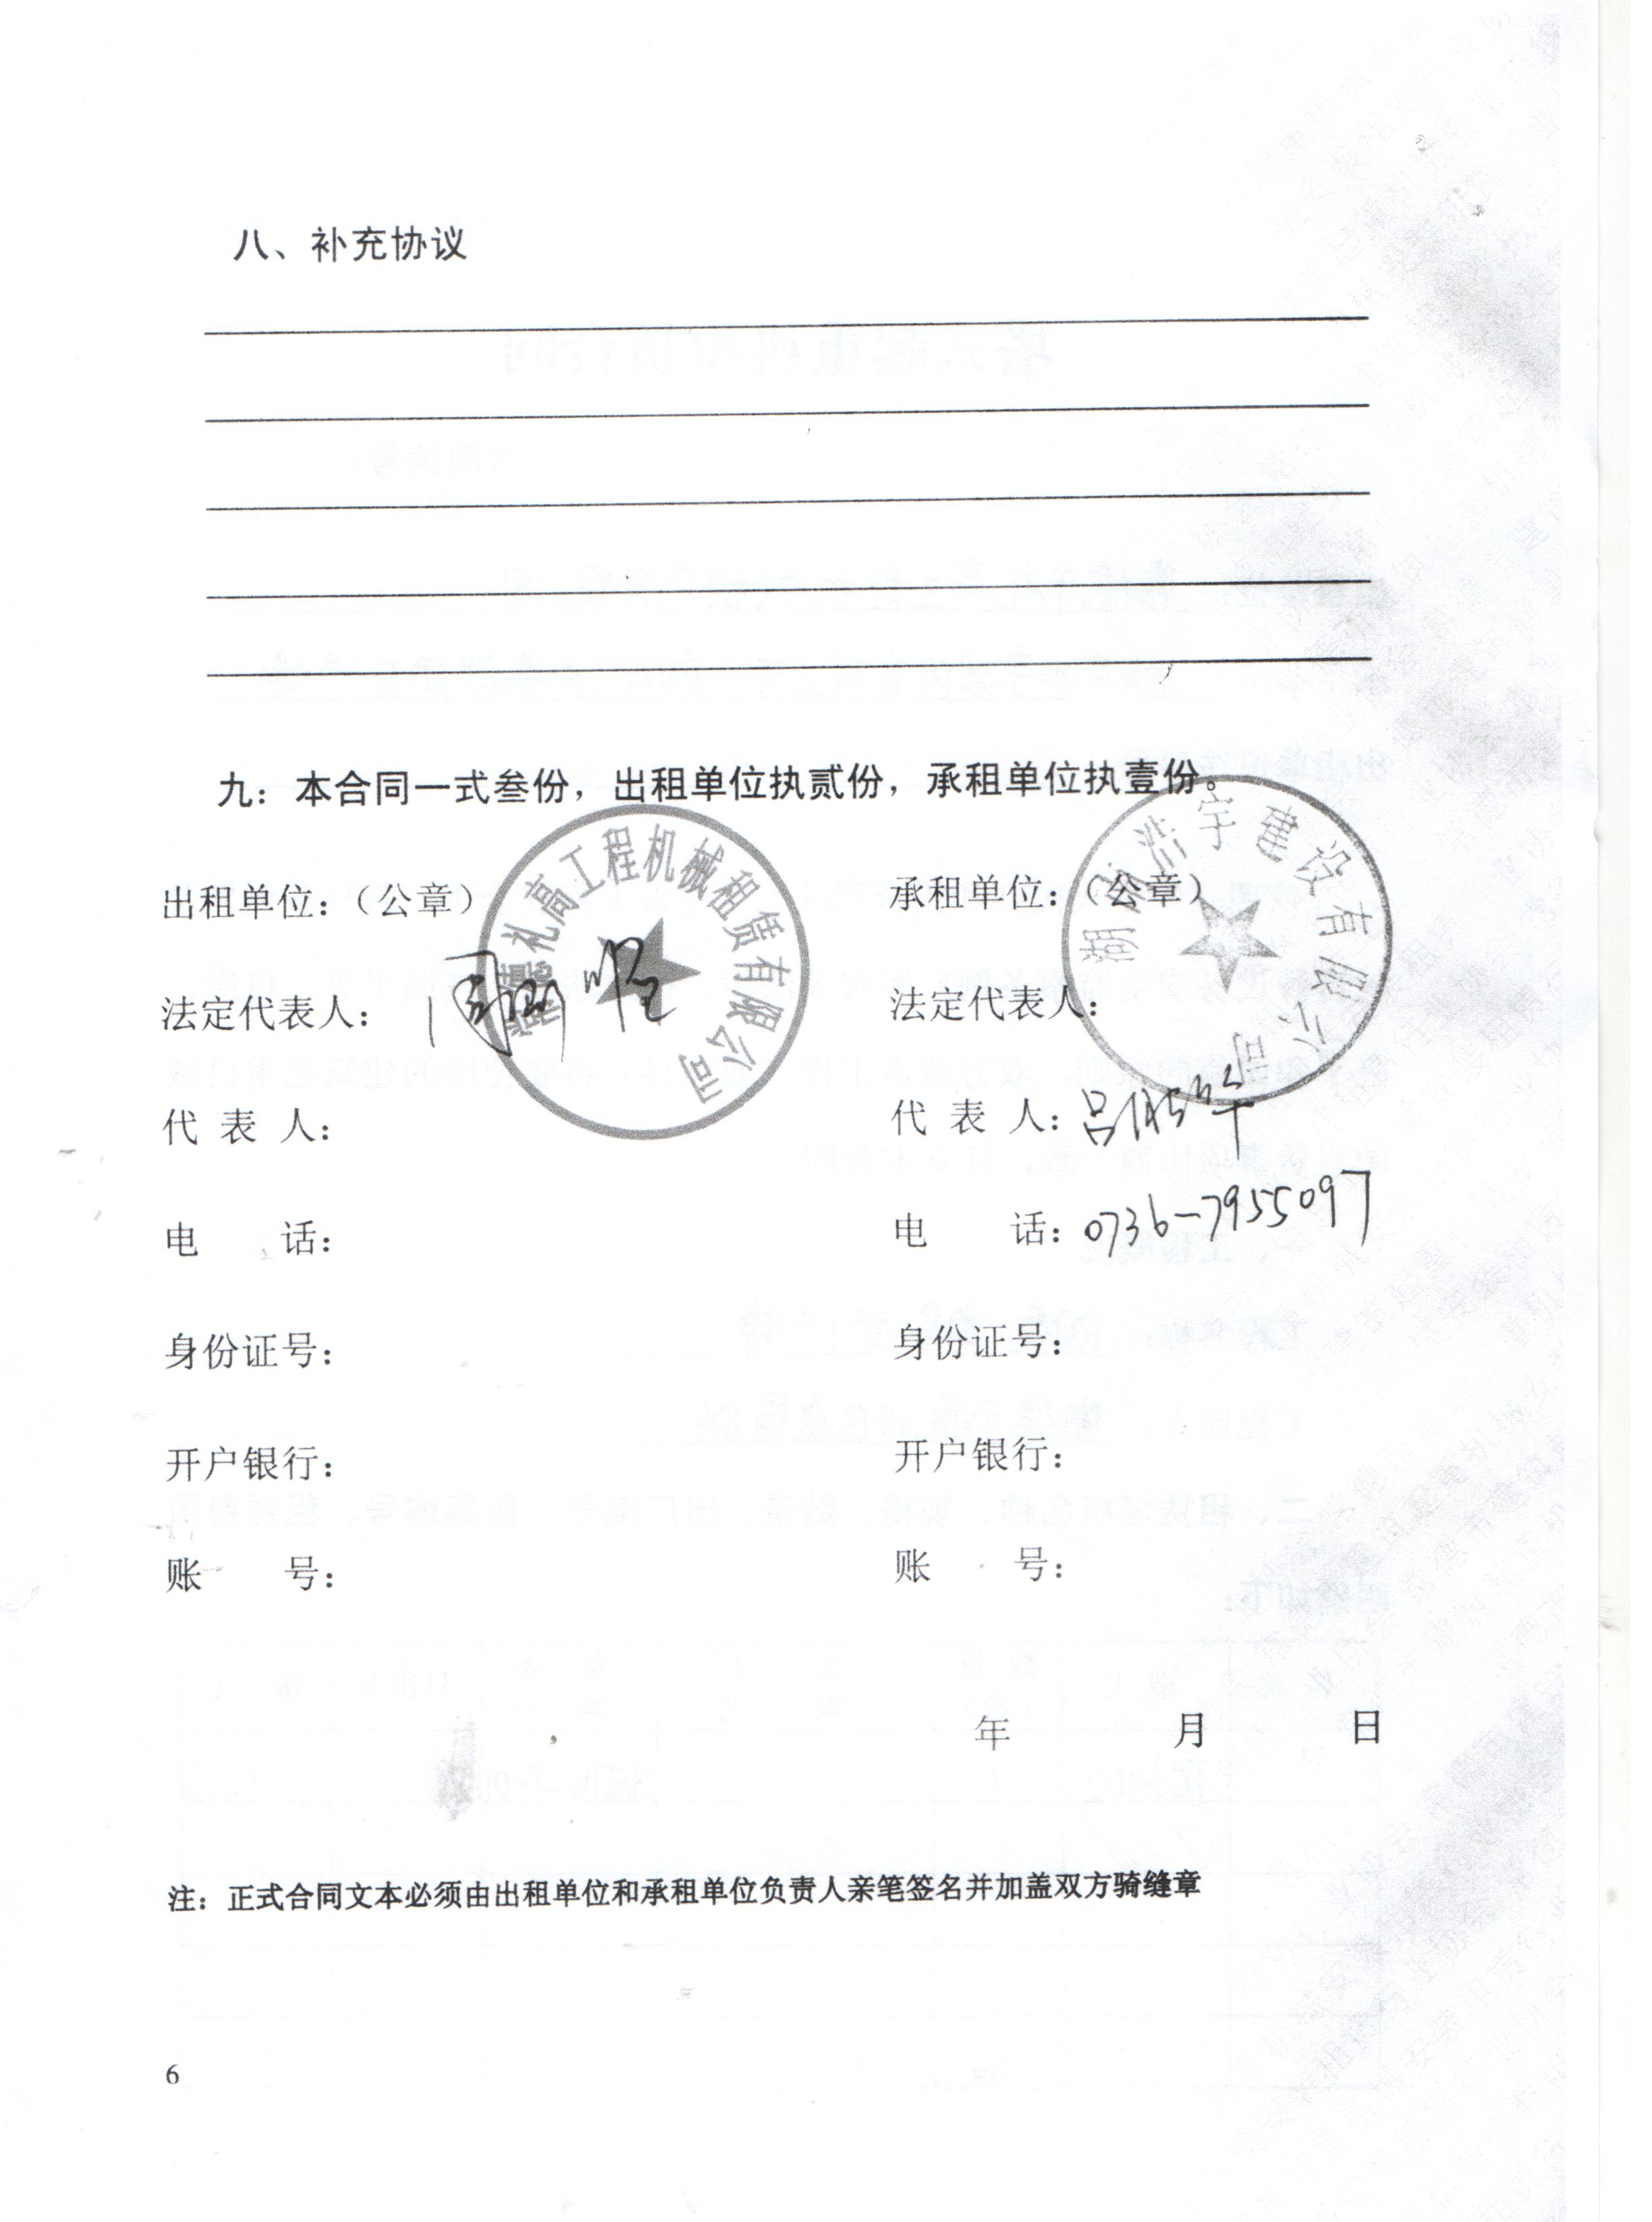 八、补充协议
九：本合同一式叁份，出租单位执贰份，承租单位执壹份。
出租单位：（公章）
常德礼高工程机械租赁有限公司
法定代表人：
代 表 人：
电 话：
身份证号：
开户银行：
账 号：
承租单位：（公章）
湖南浩宇建设有限公司
法定代表人：
代 表 人：吕
电 话：0736-7955097
身份证号：
开户银行：
账 号：
年 月 日
注：正式合同文本必须由出租单位和承租单位负责人亲笔签名并加盖双方骑缝章
6